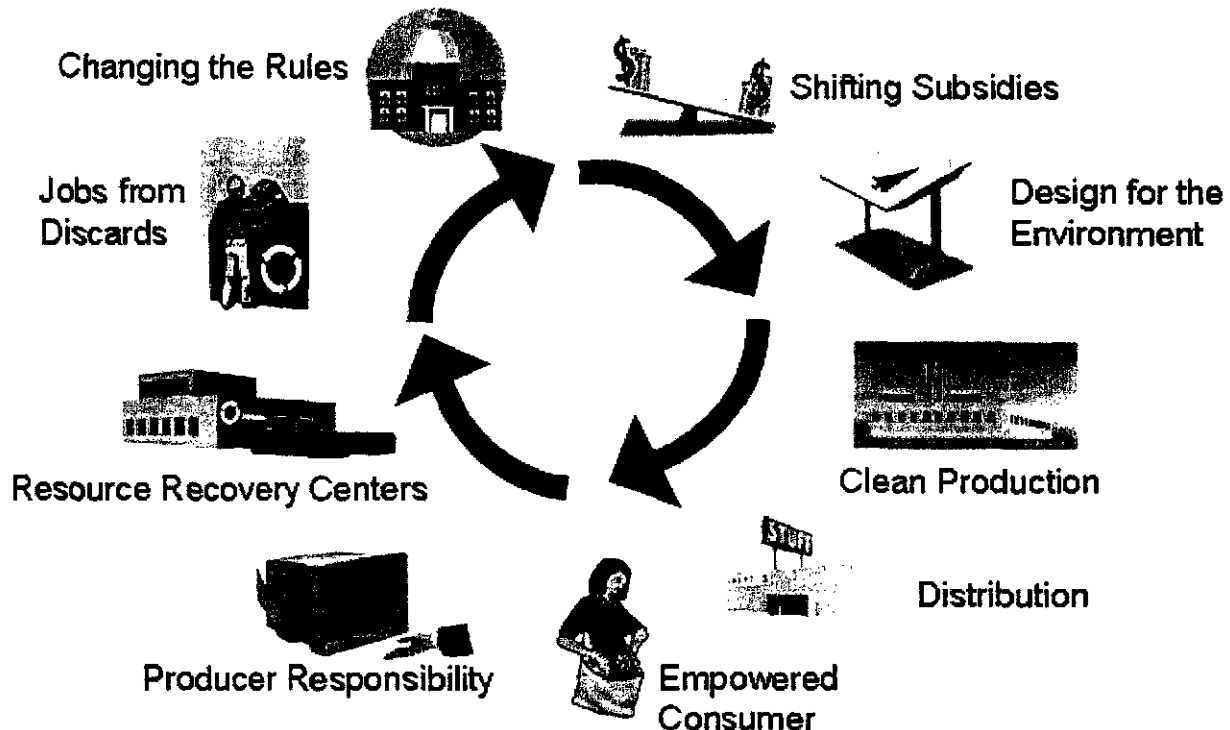 Changing the Rules
$
$
Shifting Subsidies
Jobs from
Discards
Design for the
Environment
Resource Recovery Centers
Clean Production
STUFF
Distribution
Producer Responsibility
Empowered
Consumer